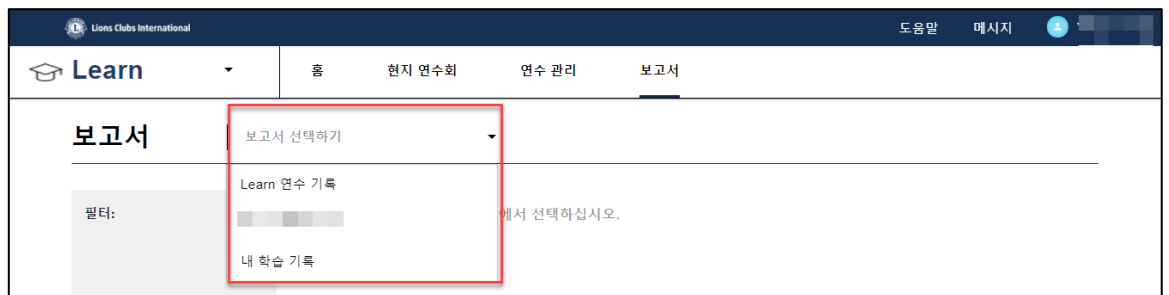 Lions Clubs International 도움말 메시지
Learn 홈 현지 연수회 연수 관리 보고서
보고서 보고서 선택하기
Learn 연수 기록
필터: 에서 선택하십시오.
내 학습 기록